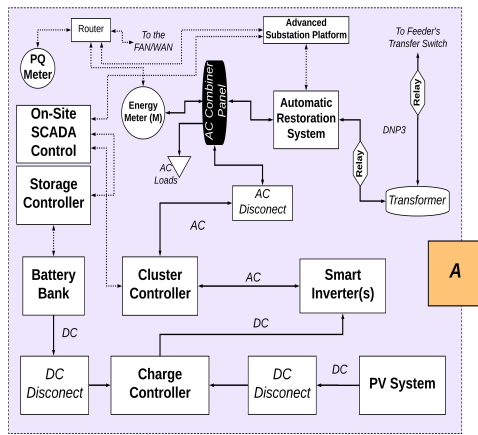 Router
To the
FAN/WAN
Advanced
Substation Platform
To Feeder's
Transfer Switch
PQ
Meter
Energy
Meter (M)
AC Combiner
Panel
Automatic
Restoration
System
Relay
DNP3
Relay
On-Site
SCADA
Control
AC
Loads
Storage
Controller
AC
Disconect
Transformer
AC
Battery
Bank
Cluster
Controller
AC
Smart
Inverter(s)
A
DC
DC
DC
Disconect
Charge
Controller
DC
Disconect
DC
PV System